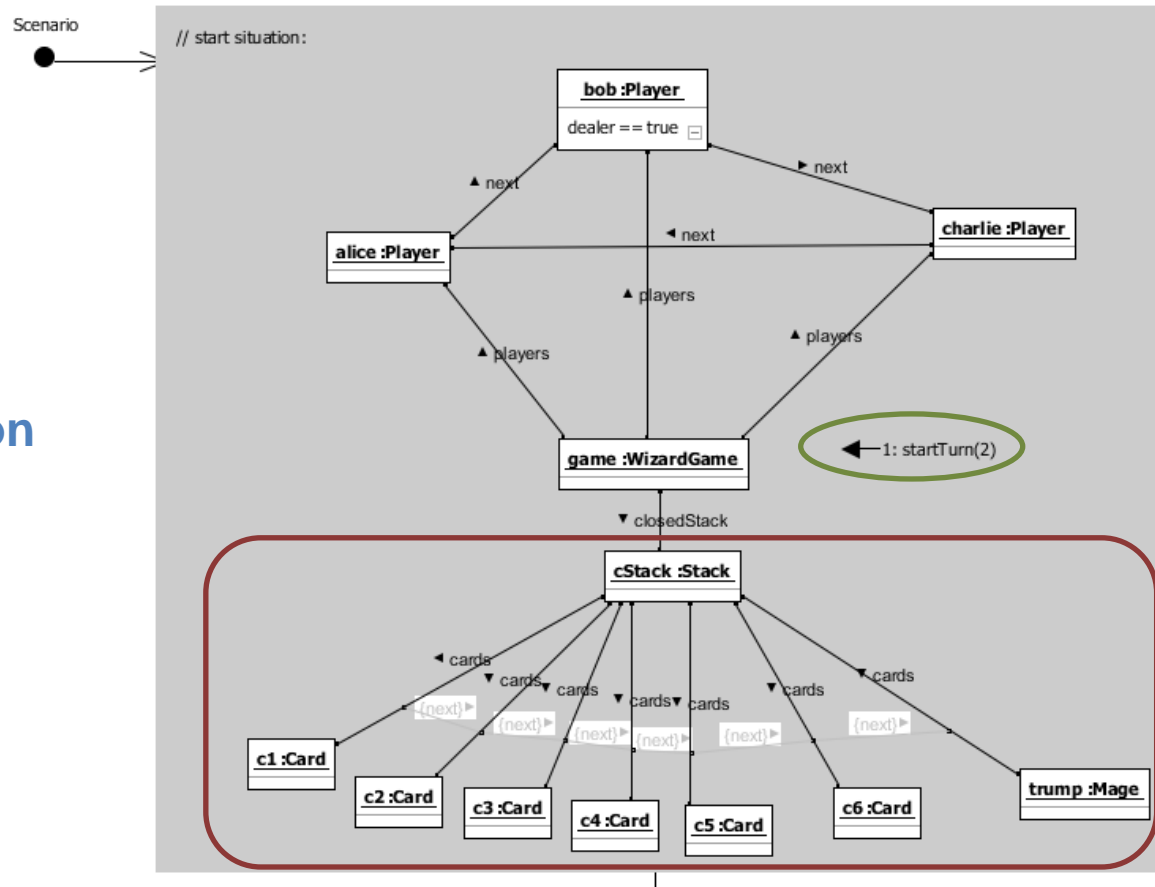 Scenario
// start situation:
bob :Player
dealer == true
▲ next
► next
alice :Player
◄ next
charlie :Player
▲ players
▲ players
▲ players
on
game :WizardGame
1: startTurn(2)
▼ closedStack
cStack :Stack
◄ cards
▼ cards
▼ cards
▼ cards
▼ cards
▼ cards
▼ cards
{next}►
{next}►
{next}►
{next}►
{next}►
{next}►
c1 :Card
c2 :Card
c3 :Card
c4 :Card
c5 :Card
c6 :Card
trump :Mage